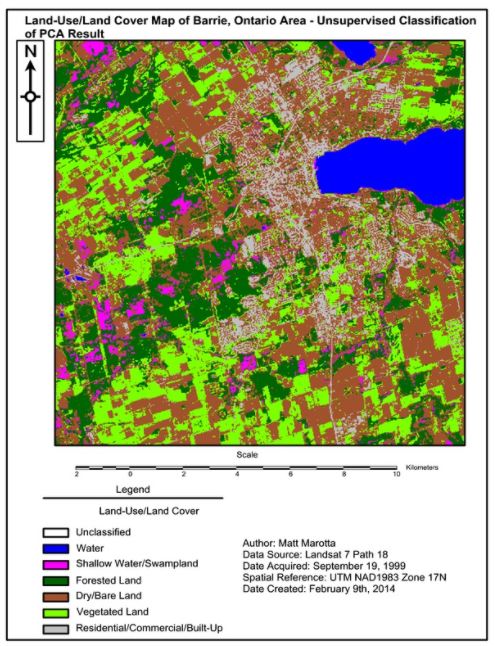 Land-Use/Land Cover Map of Barrie, Ontario Area - Unsupervised Classification
of PCA Result
N
Scale
2 0 2 4 6 8 10 Kilometers
Legend
Land-Use/Land Cover
Unclassified
Water
Shallow Water/Swampland
Forested Land
Dry/Bare Land
Vegetated Land
Residential/Commercial/Built-Up
Author: Matt Marotta
Data Source: Landsat 7 Path 18
Date Acquired: September 19, 1999
Spatial Reference: UTM NAD1983 Zone 17N
Date Created: February 9th, 2014